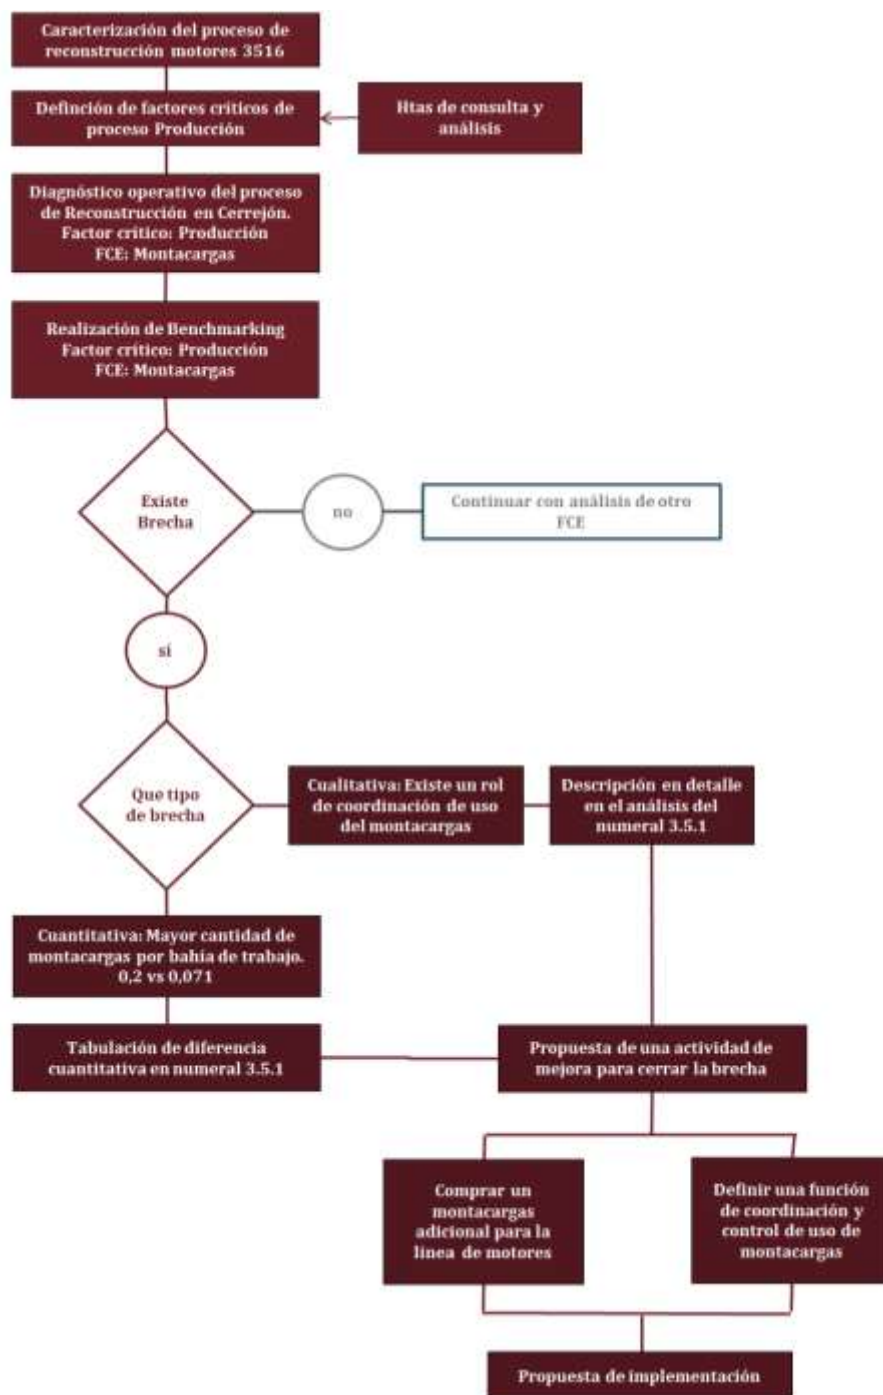 Caracterización del proceso de
reconstrucción motores 3516
Definción de factores críticos de
proceso Producción
Htas de consulta y
análisis
Diagnóstico operativo del proceso
de Reconstrucción en Cerrejón.
Factor crítico: Producción
FCE: Montacargas
Realización de Benchmarking
Factor crítico: Producción
FCE: Montacargas
Existe
Brecha
no
Continuar con análisis de otro
FCE
sí
Que tipo
de brecha
Cualitativa: Existe un rol
de coordinación de uso
del montacargas
Descripción en detalle
en el análisis del
numeral 3.5.1
Cuantitativa: Mayor cantidad de
montacargas por bahía de trabajo.
0,2 vs 0,071
Tabulación de diferencia
cuantitativa en numeral 3.5.1
Propuesta de una actividad de
mejora para cerrar la brecha
Comprar un
montacargas
adicional para la
línea de motores
Definir una función
de coordinación y
control de uso de
montacargas
Propuesta de implementación